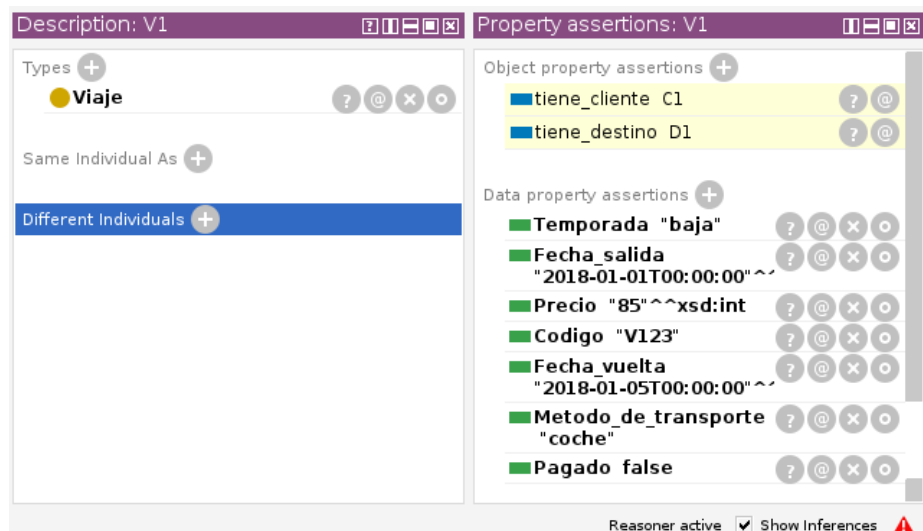 Description: V1
Types
Viaje
Same Individual As
Different Individuals
Property assertions: V1
Object property assertions
tiene_cliente C1
tiene_destino D1
Data property assertions
Temporada "baja"
Fecha_salida
"2018-01-01T00:00:00"^^
Precio "85"^^xsd:int
Codigo "V123"
Fecha_vuelta
"2018-01-05T00:00:00"^^
Metodo_de_transporte
"coche"
Pagado false
Reasoner active Show Inferences